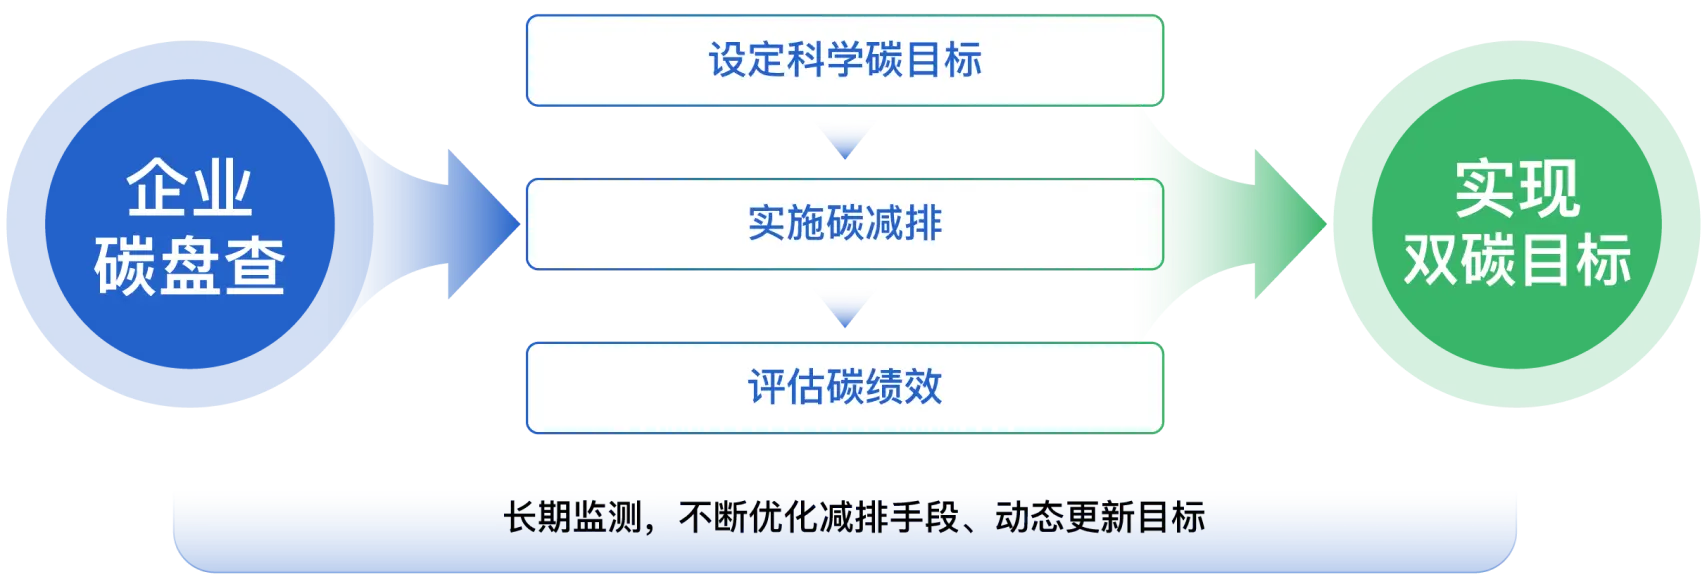 企业
碳盘查
设定科学碳目标
实施碳减排
评估碳绩效
实现
双碳目标
长期监测，不断优化减排手段、动态更新目标